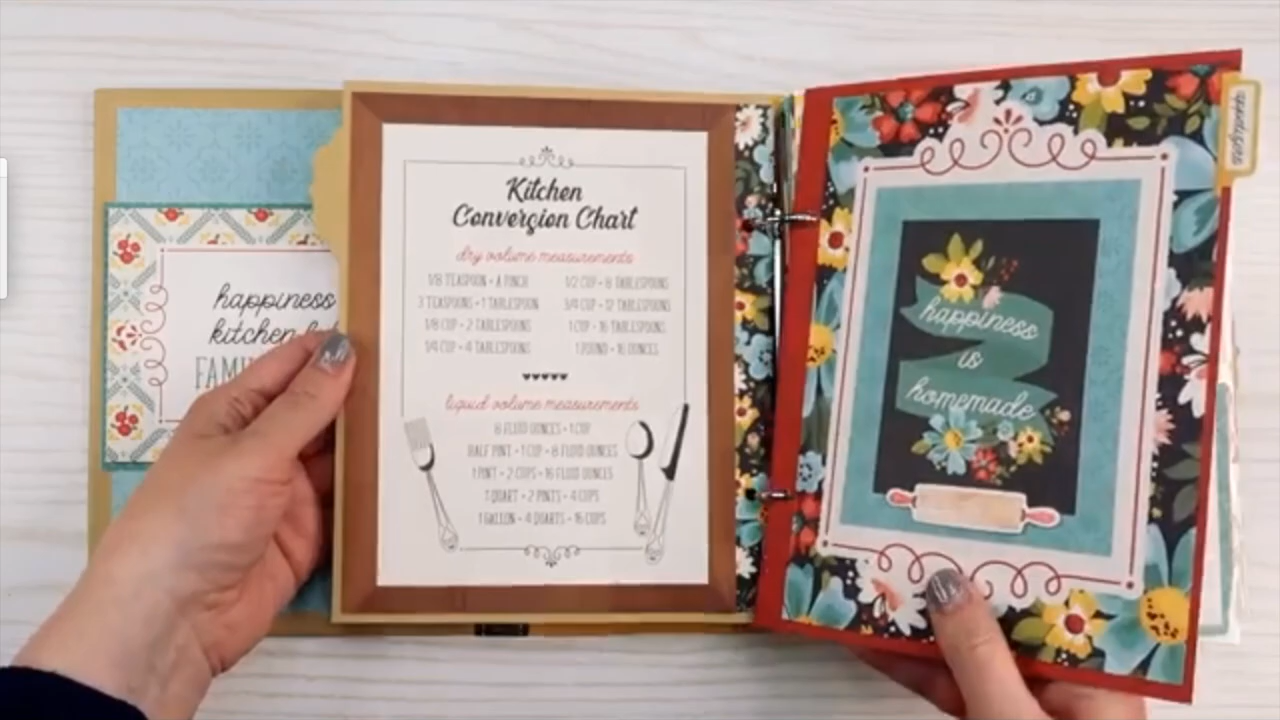 happiness
kitchen
FAMI
Kitchen
Conversion Chart
dry volume measurements
1/8 TEASPOON = A PINCH
3 TEASPOONS = 1 TABLESPOON
1/8 CUP = 2 TABLESPOONS
1/4 CUP = 4 TABLESPOONS
1/2 CUP = 8 TABLESPOONS
3/4 CUP = 12 TABLESPOONS
1 CUP = 16 TABLESPOONS
1 POUND = 16 OUNCES
liquid volume measurements
8 FLUID OUNCES = 1 CUP
HALF PINT = 1 CUP = 8 FLUID OUNCES
1 PINT = 2 CUPS = 16 FLUID OUNCES
1 QUART = 2 PINTS = 4 CUPS
1 GALLON = 4 QUARTS = 16 CUPS
happiness
is
homemade
appetizers